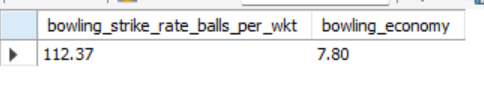 bowling_strike_rate_balls_per_wkt bowling_economy
112.37 7.80